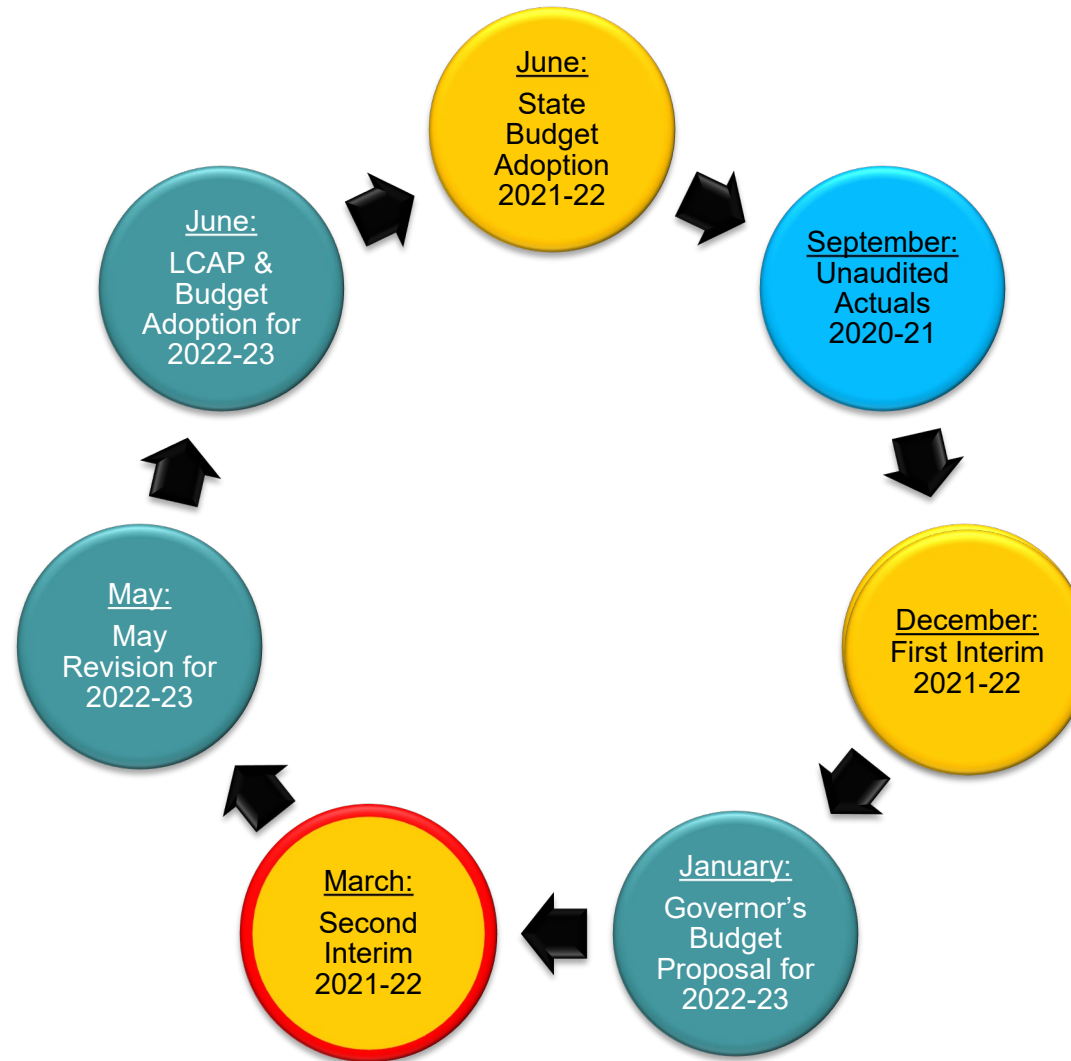 June:
State
Budget
Adoption
2021-22
September:
Unaudited
Actuals
2020-21
December:
First Interim
2021-22
January:
Governor’s
Budget
Proposal for
2022-23
March:
Second
Interim
2021-22
May:
May
Revision for
2022-23
June:
LCAP &
Budget
Adoption for
2022-23